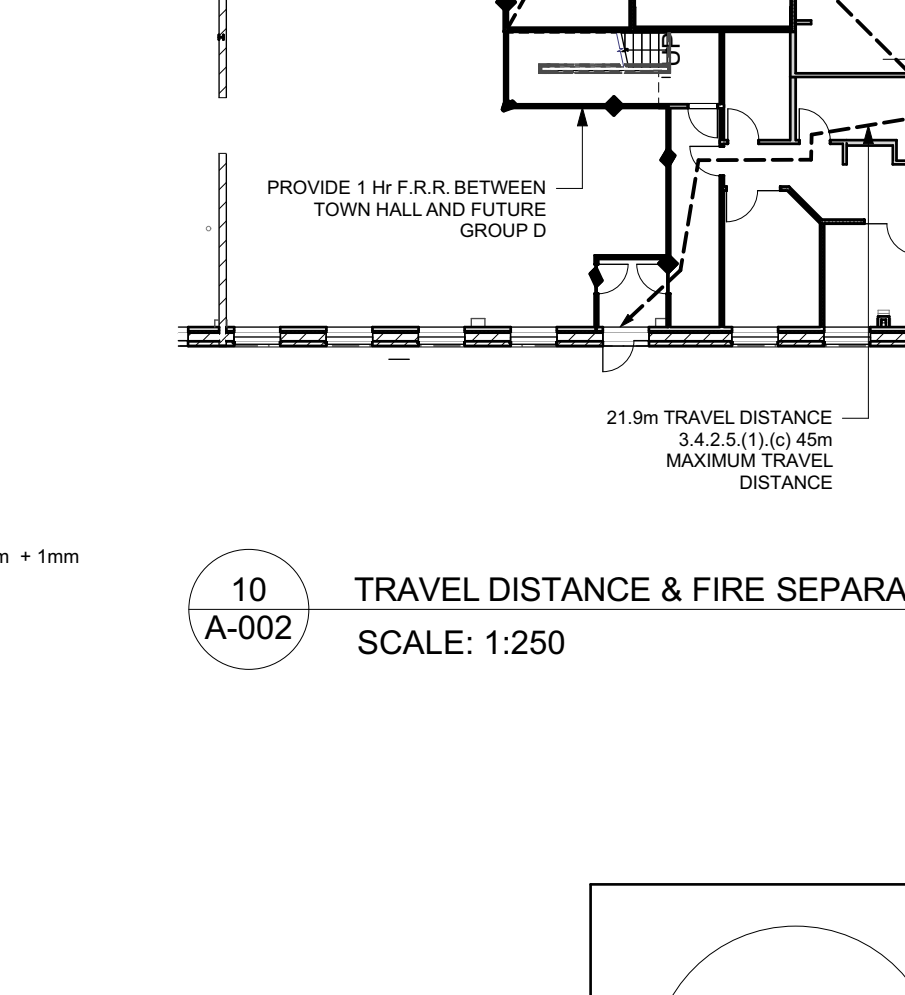 UP
PROVIDE 1 Hr F.R.R. BETWEEN
TOWN HALL AND FUTURE
GROUP D
21.9m TRAVEL DISTANCE
3.4.2.5.(1).(c) 45m
MAXIMUM TRAVEL
DISTANCE
m + 1mm
10
A-002
TRAVEL DISTANCE & FIRE SEPARA
SCALE: 1:250